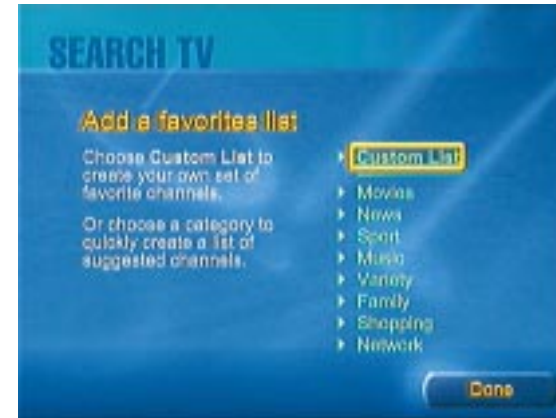 SEARCH TV
Add a favorites list
Choose Custom List to
create your own set of
favorite channels.
Or choose a category to
quickly create a list of
suggested channels.
Custom List
Movies
News
Sport
Music
Variety
Family
Shopping
Network
Done